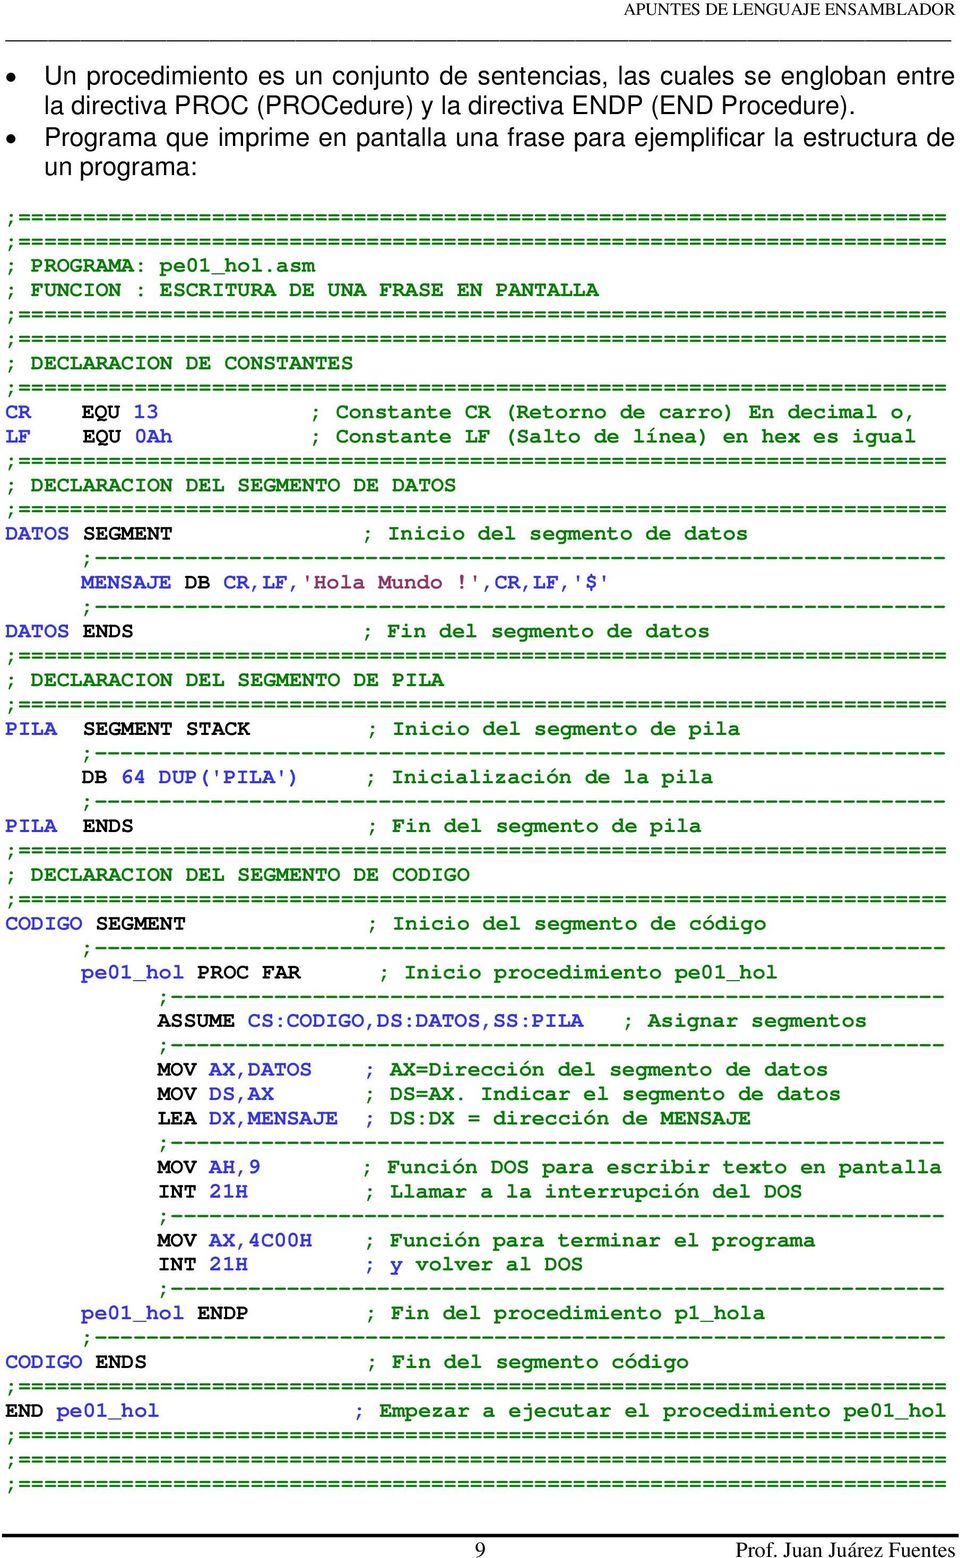 APUNTES DE LENGUAJE ENSAMBLADOR
• Un procedimiento es un conjunto de sentencias, las cuales se engloban entre
la directiva PROC (PROCedure) y la directiva ENDP (END Procedure).
• Programa que imprime en pantalla una frase para ejemplificar la estructura de
un programa:
;========================================================================
;========================================================================
; PROGRAMA: pe01_hol.asm
; FUNCION : ESCRITURA DE UNA FRASE EN PANTALLA
;========================================================================
;========================================================================
; DECLARACION DE CONSTANTES
;========================================================================
CR EQU 13 ; Constante CR (Retorno de carro) En decimal o,
LF EQU 0Ah ; Constante LF (Salto de línea) en hex es igual
;========================================================================
; DECLARACION DEL SEGMENTO DE DATOS
;========================================================================
DATOS SEGMENT ; Inicio del segmento de datos
;------------------------------------------------------------------
MENSAJE DB CR,LF,'Hola Mundo !',CR,LF,'$'
;------------------------------------------------------------------
DATOS ENDS ; Fin del segmento de datos
;========================================================================
; DECLARACION DEL SEGMENTO DE PILA
;========================================================================
PILA SEGMENT STACK ; Inicio del segmento de pila
;------------------------------------------------------------------
DB 64 DUP('PILA') ; Inicialización de la pila
;------------------------------------------------------------------
PILA ENDS ; Fin del segmento de pila
;========================================================================
; DECLARACION DEL SEGMENTO DE CODIGO
;========================================================================
CODIGO SEGMENT ; Inicio del segmento de código
;------------------------------------------------------------------
pe01_hol PROC FAR ; Inicio procedimiento pe01_hol
;------------------------------------------------------------
ASSUME CS:CODIGO,DS:DATOS,SS:PILA ; Asignar segmentos
;------------------------------------------------------------
MOV AX,DATOS ; AX=Dirección del segmento de datos
MOV DS,AX ; DS=AX. Indicar el segmento de datos
LEA DX,MENSAJE ; DS:DX = dirección de MENSAJE
;------------------------------------------------------------
MOV AH,9 ; Función DOS para escribir texto en pantalla
INT 21H ; Llamar a la interrupción del DOS
;------------------------------------------------------------
MOV AX,4C00H ; Función para terminar el programa
INT 21H ; y volver al DOS
;------------------------------------------------------------
pe01_hol ENDP ; Fin del procedimiento p1_hola
;------------------------------------------------------------------
CODIGO ENDS ; Fin del segmento código
;========================================================================
END pe01_hol ; Empezar a ejecutar el procedimiento pe01_hol
;========================================================================
;========================================================================
;========================================================================
9 Prof. Juan Juárez Fuentes